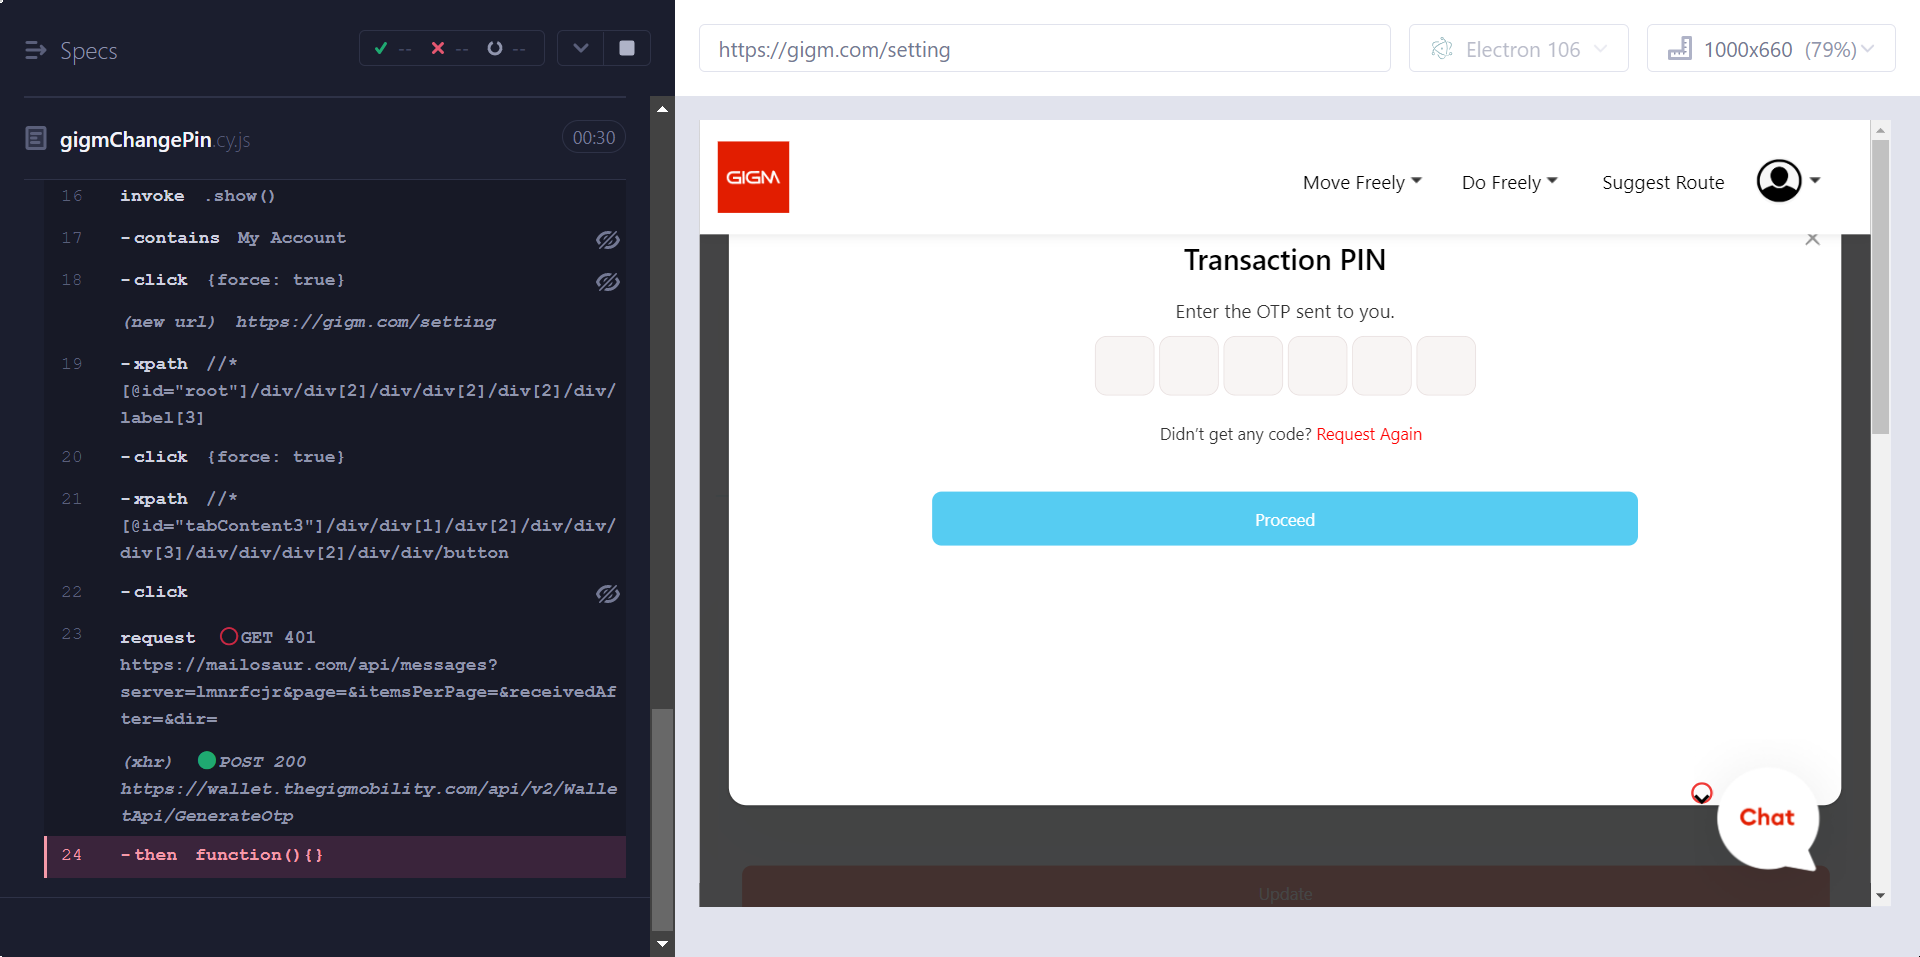 Specs
-- -- --
gigmChangePin.cy.js 00:30
16 invoke .show()
17 -contains My Account
18 -click {force: true}
(new url) https://gigm.com/setting
19 -xpath //*
[@id="root"]/div/div[2]/div/div[2]/div[2]/div/
label[3]
20 -click {force: true}
21 -xpath //*
[@id="tabContent3"]/div/div[1]/div[2]/div/div/
div[3]/div/div/div[2]/div/div/button
22 -click
23 request GET 401
https://mailosaur.com/api/messages?
server=lmnrfcjr&page=&itemsPerPage=&receivedAf
ter=&dir=
(xhr) POST 200
https://wallet.thegigmobility.com/api/v2/Walle
tApi/GenerateOtp
24 -then function(){}
https://gigm.com/setting
Electron 106
1000x660 (79%)
GIGM
Move Freely
Do Freely
Suggest Route
Transaction PIN
Enter the OTP sent to you.
Didn't get any code? Request Again
Proceed
Chat
Update